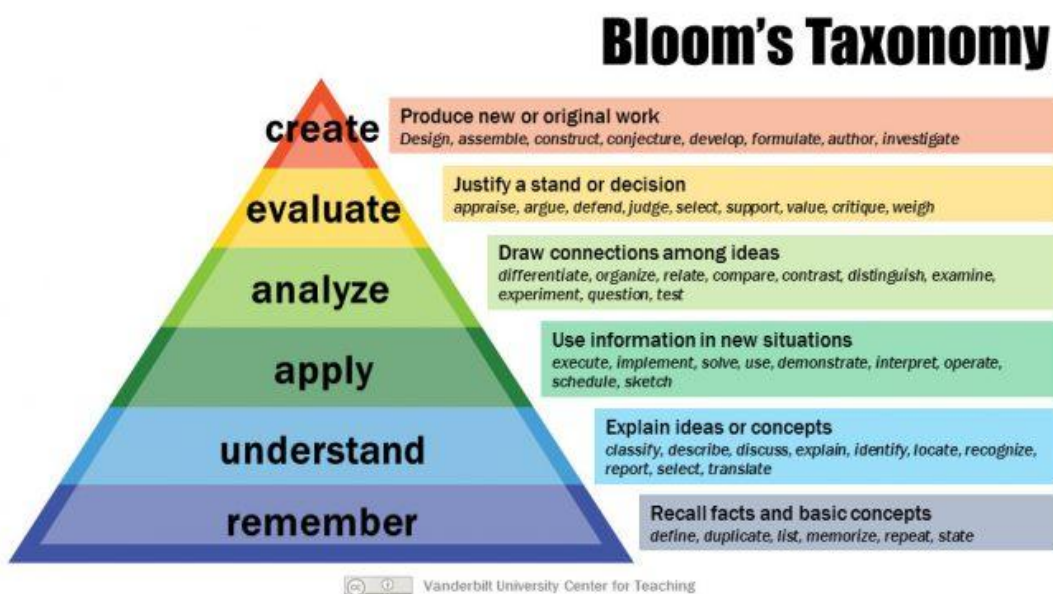 Bloom's Taxonomy
create
Produce new or original work
Design, assemble, construct, conjecture, develop, formulate, author, investigate
evaluate
Justify a stand or decision
appraise, argue, defend, judge, select, support, value, critique, weigh
analyze
Draw connections among ideas
differentiate, organize, relate, compare, contrast, distinguish, examine,
experiment, question, test
apply
Use information in new situations
execute, implement, solve, use, demonstrate, interpret, operate,
schedule, sketch
understand
Explain ideas or concepts
classify, describe, discuss, explain, identify, locate, recognize,
report, select, translate
remember
Recall facts and basic concepts
define, duplicate, list, memorize, repeat, state
cc Vanderbilt University Center for Teaching